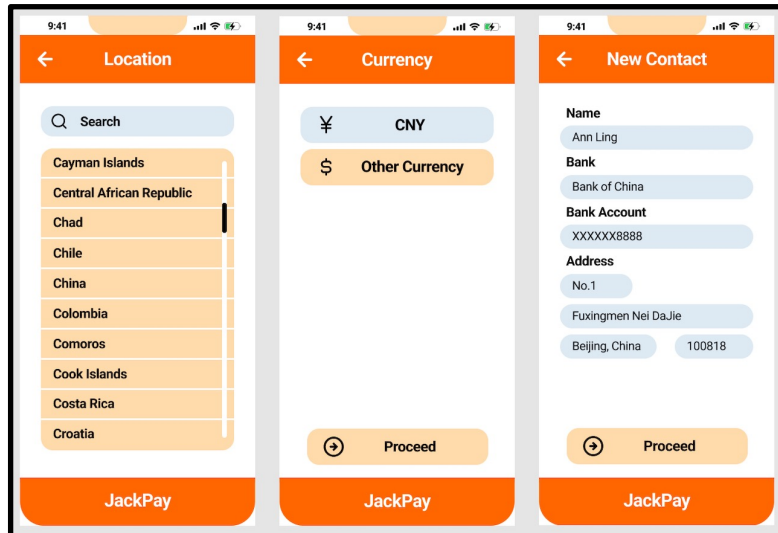 9:41
Location
Search
Cayman Islands
Central African Republic
Chad
Chile
China
Colombia
Comoros
Cook Islands
Costa Rica
Croatia
JackPay
9:41
Currency
¥ CNY
$ Other Currency
Proceed
JackPay
9:41
New Contact
Name
Ann Ling
Bank
Bank of China
Bank Account
XXXXXX8888
Address
No.1
Fuxingmen Nei DaJie
Beijing, China 100818
Proceed
JackPay